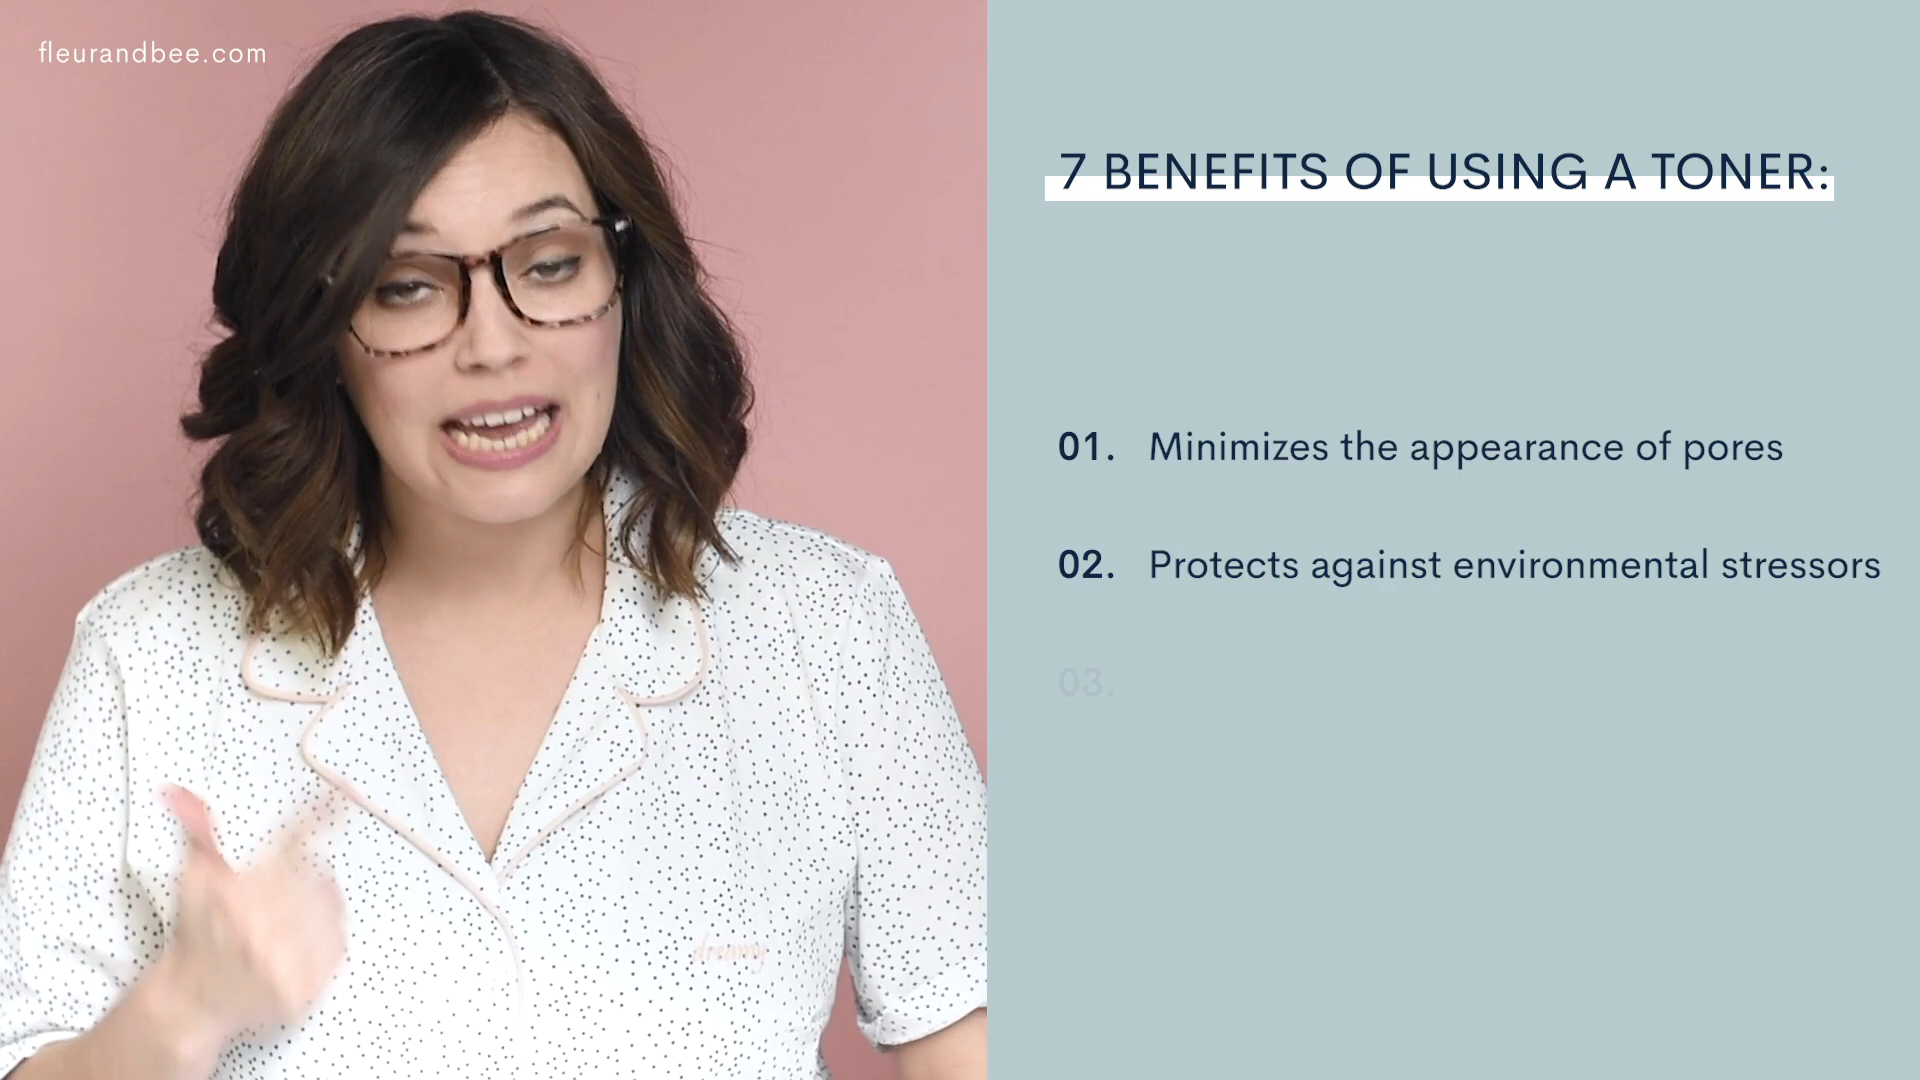 fleurandbee.com
7 BENEFITS OF USING A TONER:
01. Minimizes the appearance of pores
02. Protects against environmental stressors
03.
dreamy